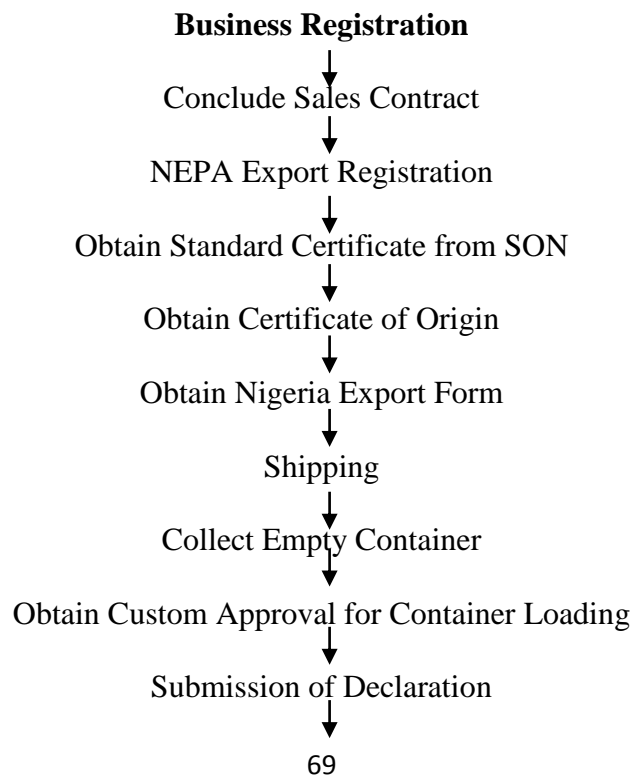 Business Registration
Conclude Sales Contract
NEPA Export Registration
Obtain Standard Certificate from SON
Obtain Certificate of Origin
Obtain Nigeria Export Form
Shipping
Collect Empty Container
Obtain Custom Approval for Container Loading
Submission of Declaration
69